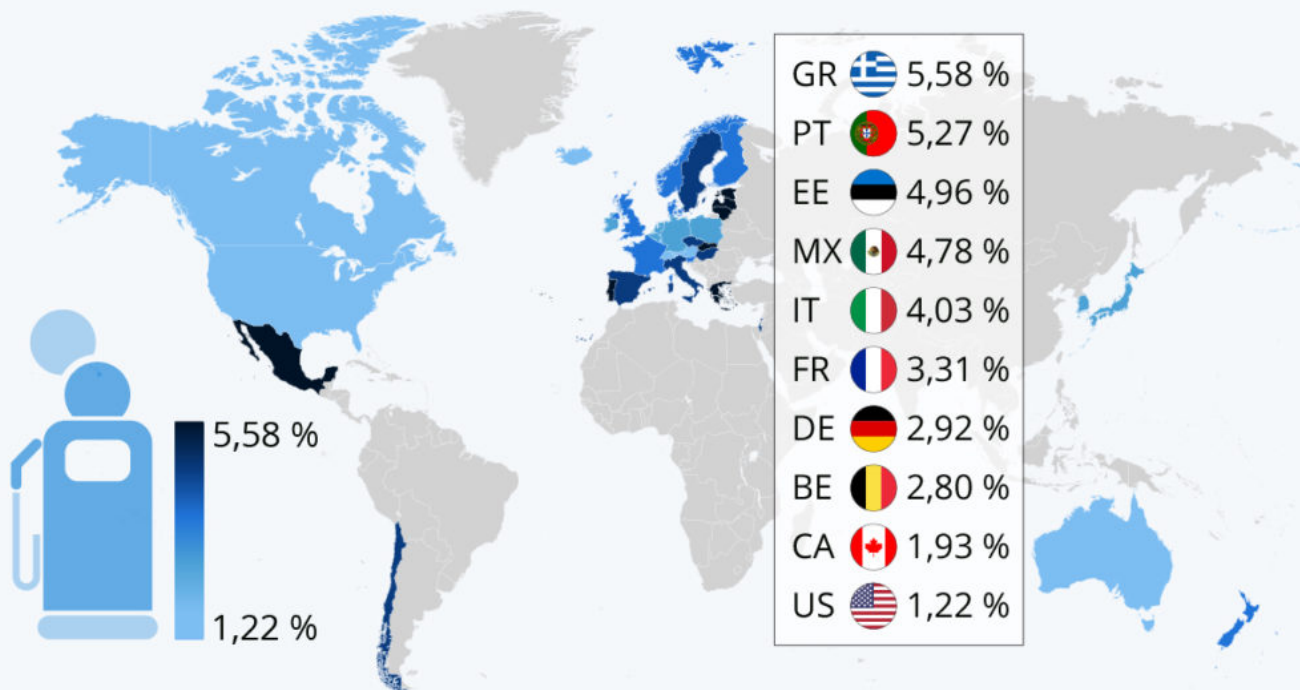 GR 5,58 %
PT 5,27 %
EE 4,96 %
MX 4,78 %
IT 4,03 %
FR 3,31 %
DE 2,92 %
BE 2,80 %
CA 1,93 %
US 1,22 %
5,58 %
1,22 %